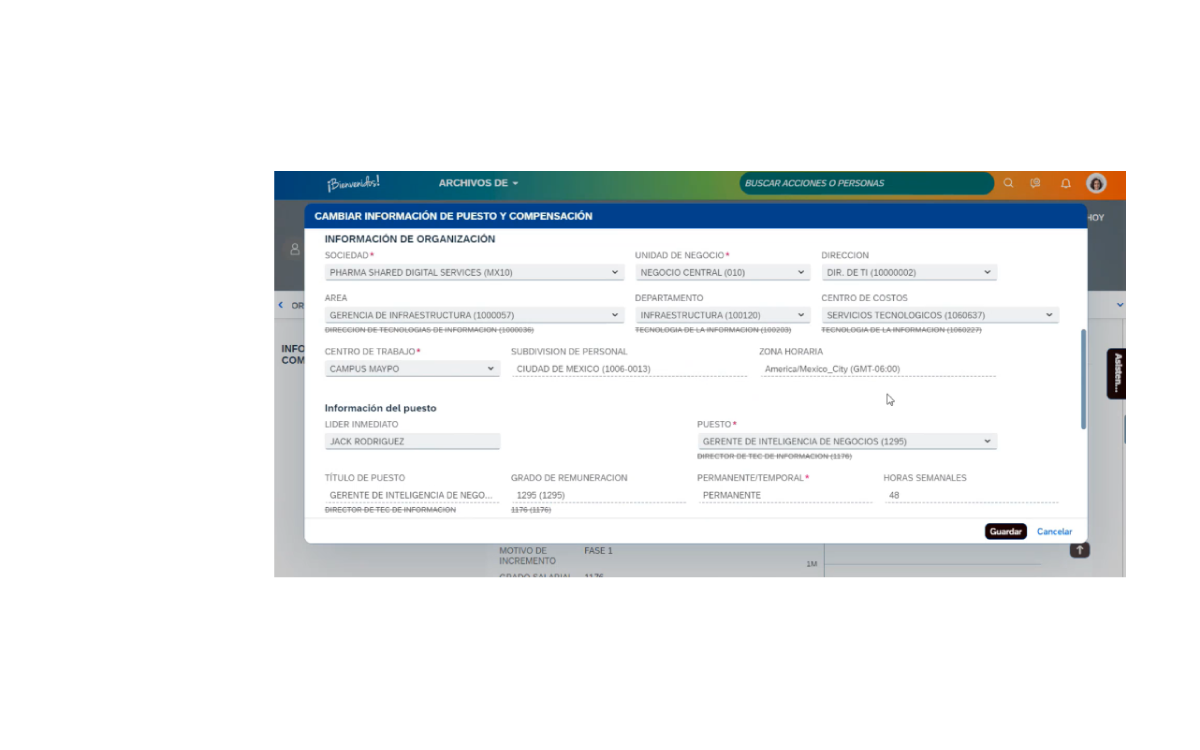 ¡Bienvenidos!
ARCHIVOS DE
BUSCAR ACCIONES O PERSONAS
HOY
CAMBIAR INFORMACIÓN DE PUESTO Y COMPENSACIÓN
INFORMACIÓN DE ORGANIZACIÓN
SOCIEDAD* UNIDAD DE NEGOCIO* DIRECCION
PHARMA SHARED DIGITAL SERVICES (MX10) NEGOCIO CENTRAL (010) DIR. DE TI (10000002)
AREA DEPARTAMENTO CENTRO DE COSTOS
GERENCIA DE INFRAESTRUCTURA (1000057) INFRAESTRUCTURA (100120) SERVICIOS TECNOLOGICOS (1060637)
DIRECCION DE TECNOLOGIAS DE INFORMACION (1000036) TECNOLOGIA DE LA INFORMACION (100203) TECNOLOGIA DE LA INFORMACION (1060227)
CENTRO DE TRABAJO* SUBDIVISION DE PERSONAL ZONA HORARIA
CAMPUS MAYPO CIUDAD DE MEXICO (1006-0013) America/Mexico_City (GMT-06:00)
Información del puesto
LIDER INMEDIATO PUESTO*
JACK RODRIGUEZ GERENTE DE INTELIGENCIA DE NEGOCIOS (1295)
DIRECTOR DE TEC DE INFORMACION (1176)
TÍTULO DE PUESTO GRADO DE REMUNERACION PERMANENTE/TEMPORAL* HORAS SEMANALES
GERENTE DE INTELIGENCIA DE NEGO... 1295 (1295) PERMANENTE 48
DIRECTOR DE TEC DE INFORMACION 1176 (1176)
Guardar Cancelar
OR
INFO
COM
Asisten...
MOTIVO DE FASE 1
INCREMENTO
1M
GRADO SALARIAL 1176